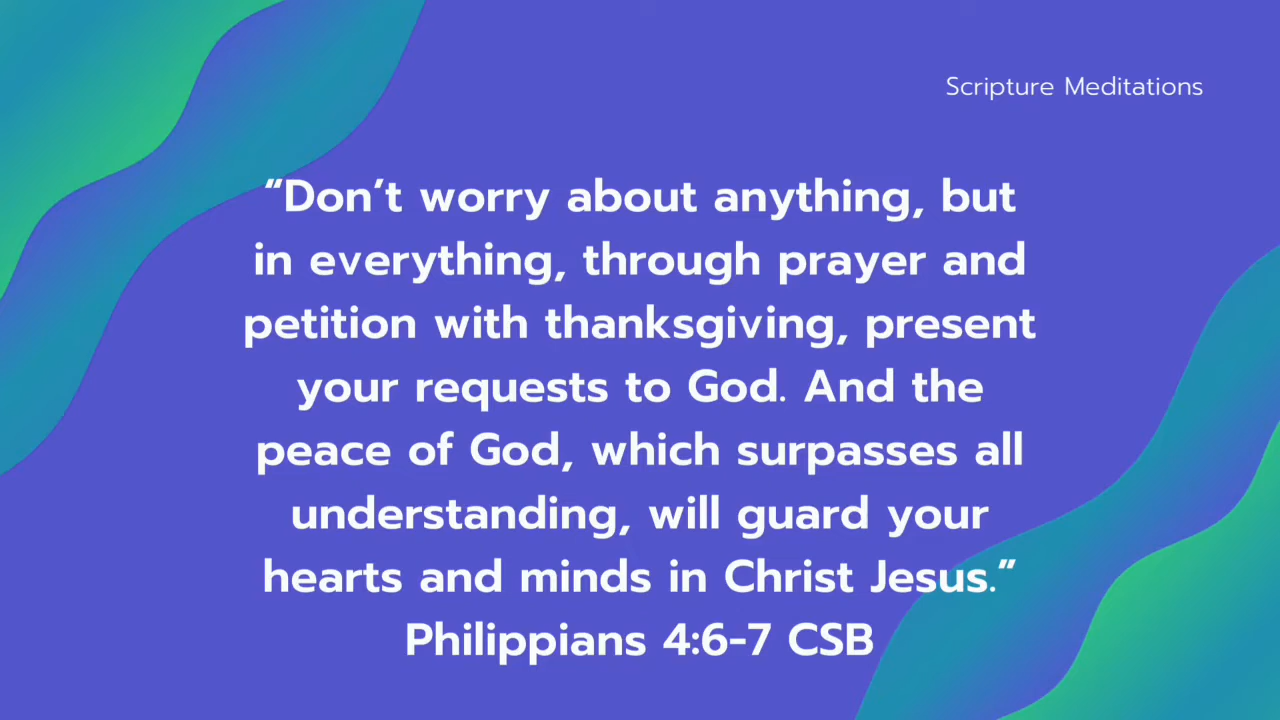 Scripture Meditations
“Don’t worry about anything, but
in everything, through prayer and
petition with thanksgiving, present
your requests to God. And the
peace of God, which surpasses all
understanding, will guard your
hearts and minds in Christ Jesus.”
Philippians 4:6-7 CSB